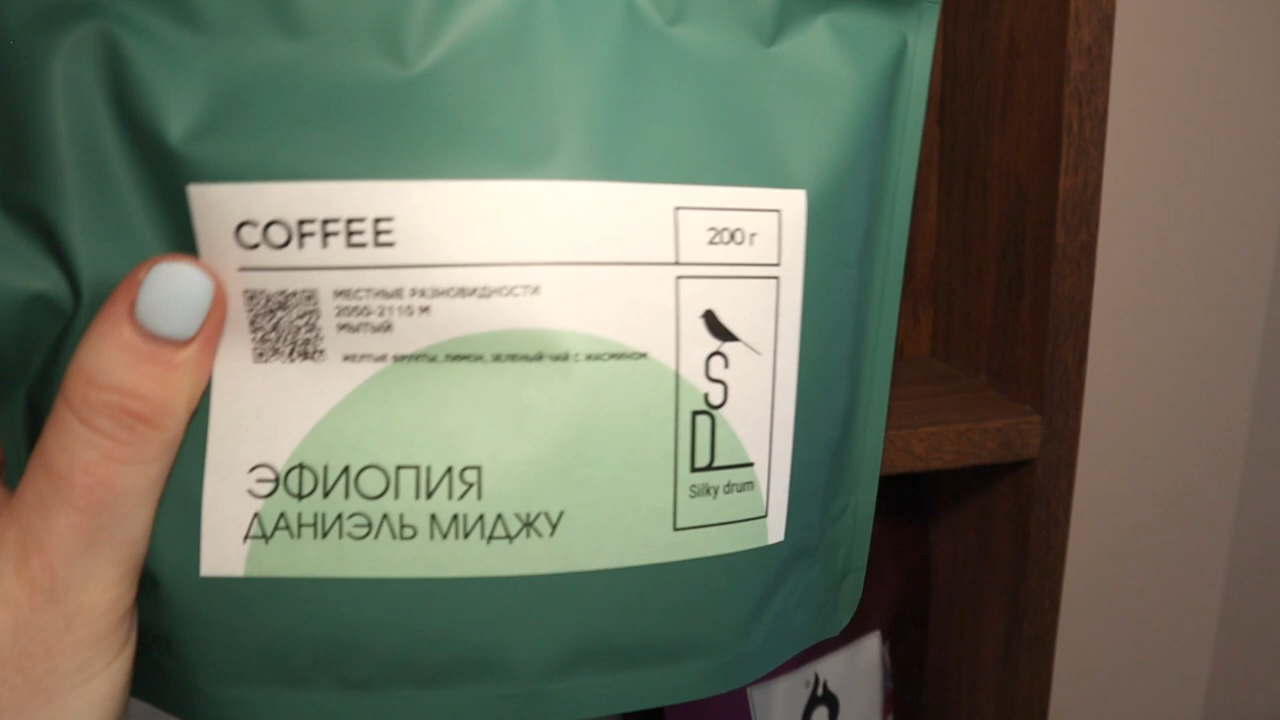 COFFEE
200 г
МЕСТНЫЕ РАЗНОВИДНОСТИ
2050-2110 М
МЫТЫЙ
ЖЕЛТЫЕ ФРУКТЫ, ЛИМОН, ЗЕЛЕНЫЙ ЧАЙ С ЖАСМИНОМ
SD
Silky drum
ЭФИОПИЯ
ДАНИЭЛЬ МИДЖУ